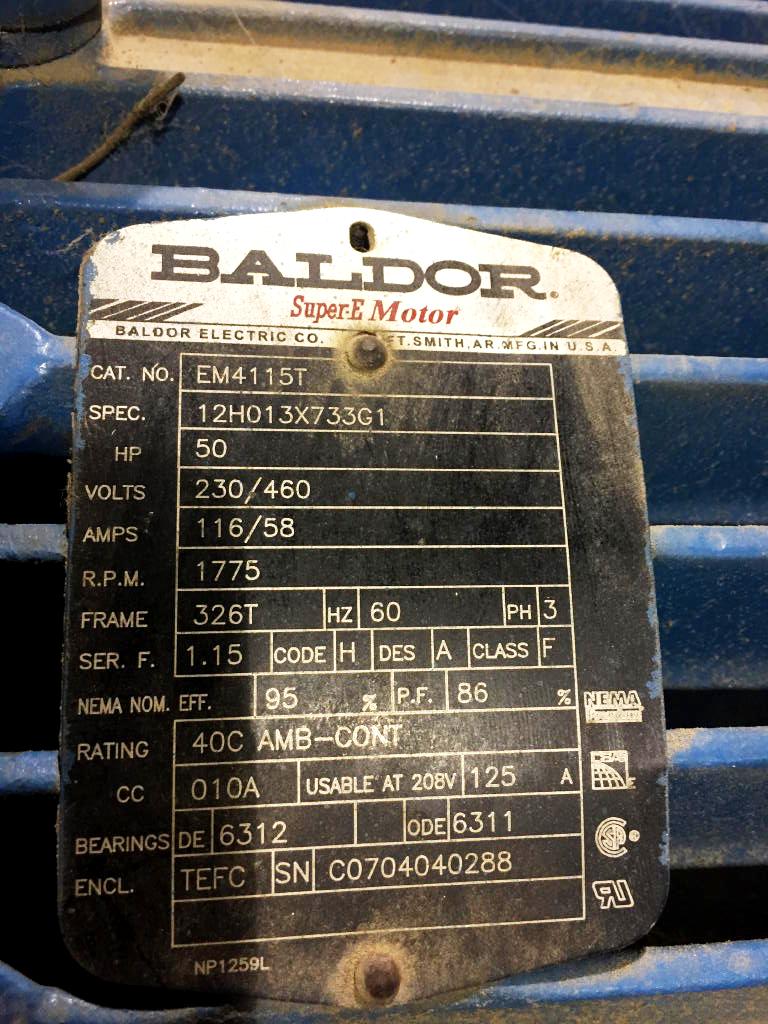 BALDOR
Super-E Motor
BALDOR ELECTRIC CO. FT. SMITH, AR. MFG. IN U.S.A.
CAT. NO. EM4115T
SPEC. 12H013X733G1
HP 50
VOLTS 230/460
AMPS 116/58
R.P.M. 1775
FRAME 326T HZ 60 PH 3
SER. F. 1.15 CODE H DES A CLASS F
NEMA NOM. EFF. 95 % P.F. 86 %
NEMA
RATING 40C AMB-CONT
CC 010A USABLE AT 208V 125 A
BEARINGS DE 6312 ODE 6311
ENCL. TEFC SN C0704040288
NP1259L